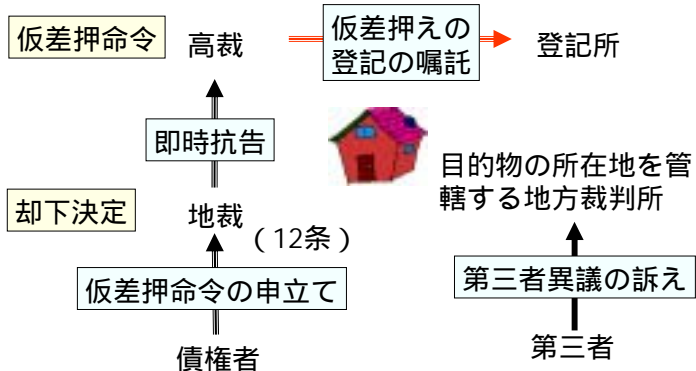 仮差押命令
高裁
仮差押えの
登記の嘱託
登記所
即時抗告
目的物の所在地を管
轄する地方裁判所
却下決定
地裁
(12条)
仮差押命令の申立て
第三者異議の訴え
債権者
第三者